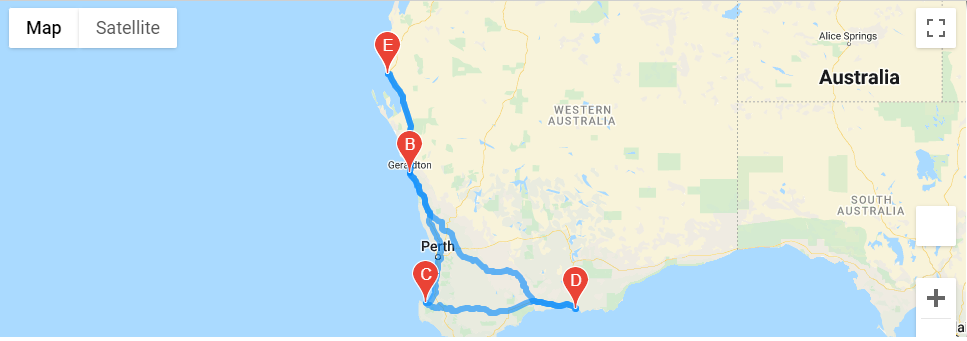 Map
Satellite
E
Alice Springs
Australia
WESTERN
AUSTRALIA
B
Geraldton
SOUTH
AUSTRALIA
Perth
C
D